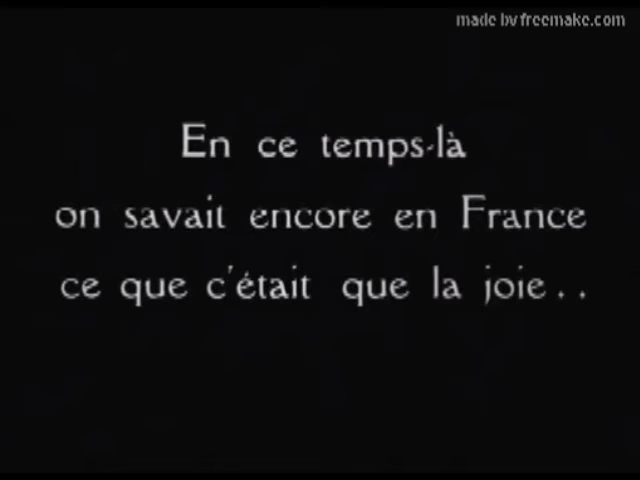 made by freemake.com
En ce temps-là
on savait encore en France
ce que c'était que la joie..